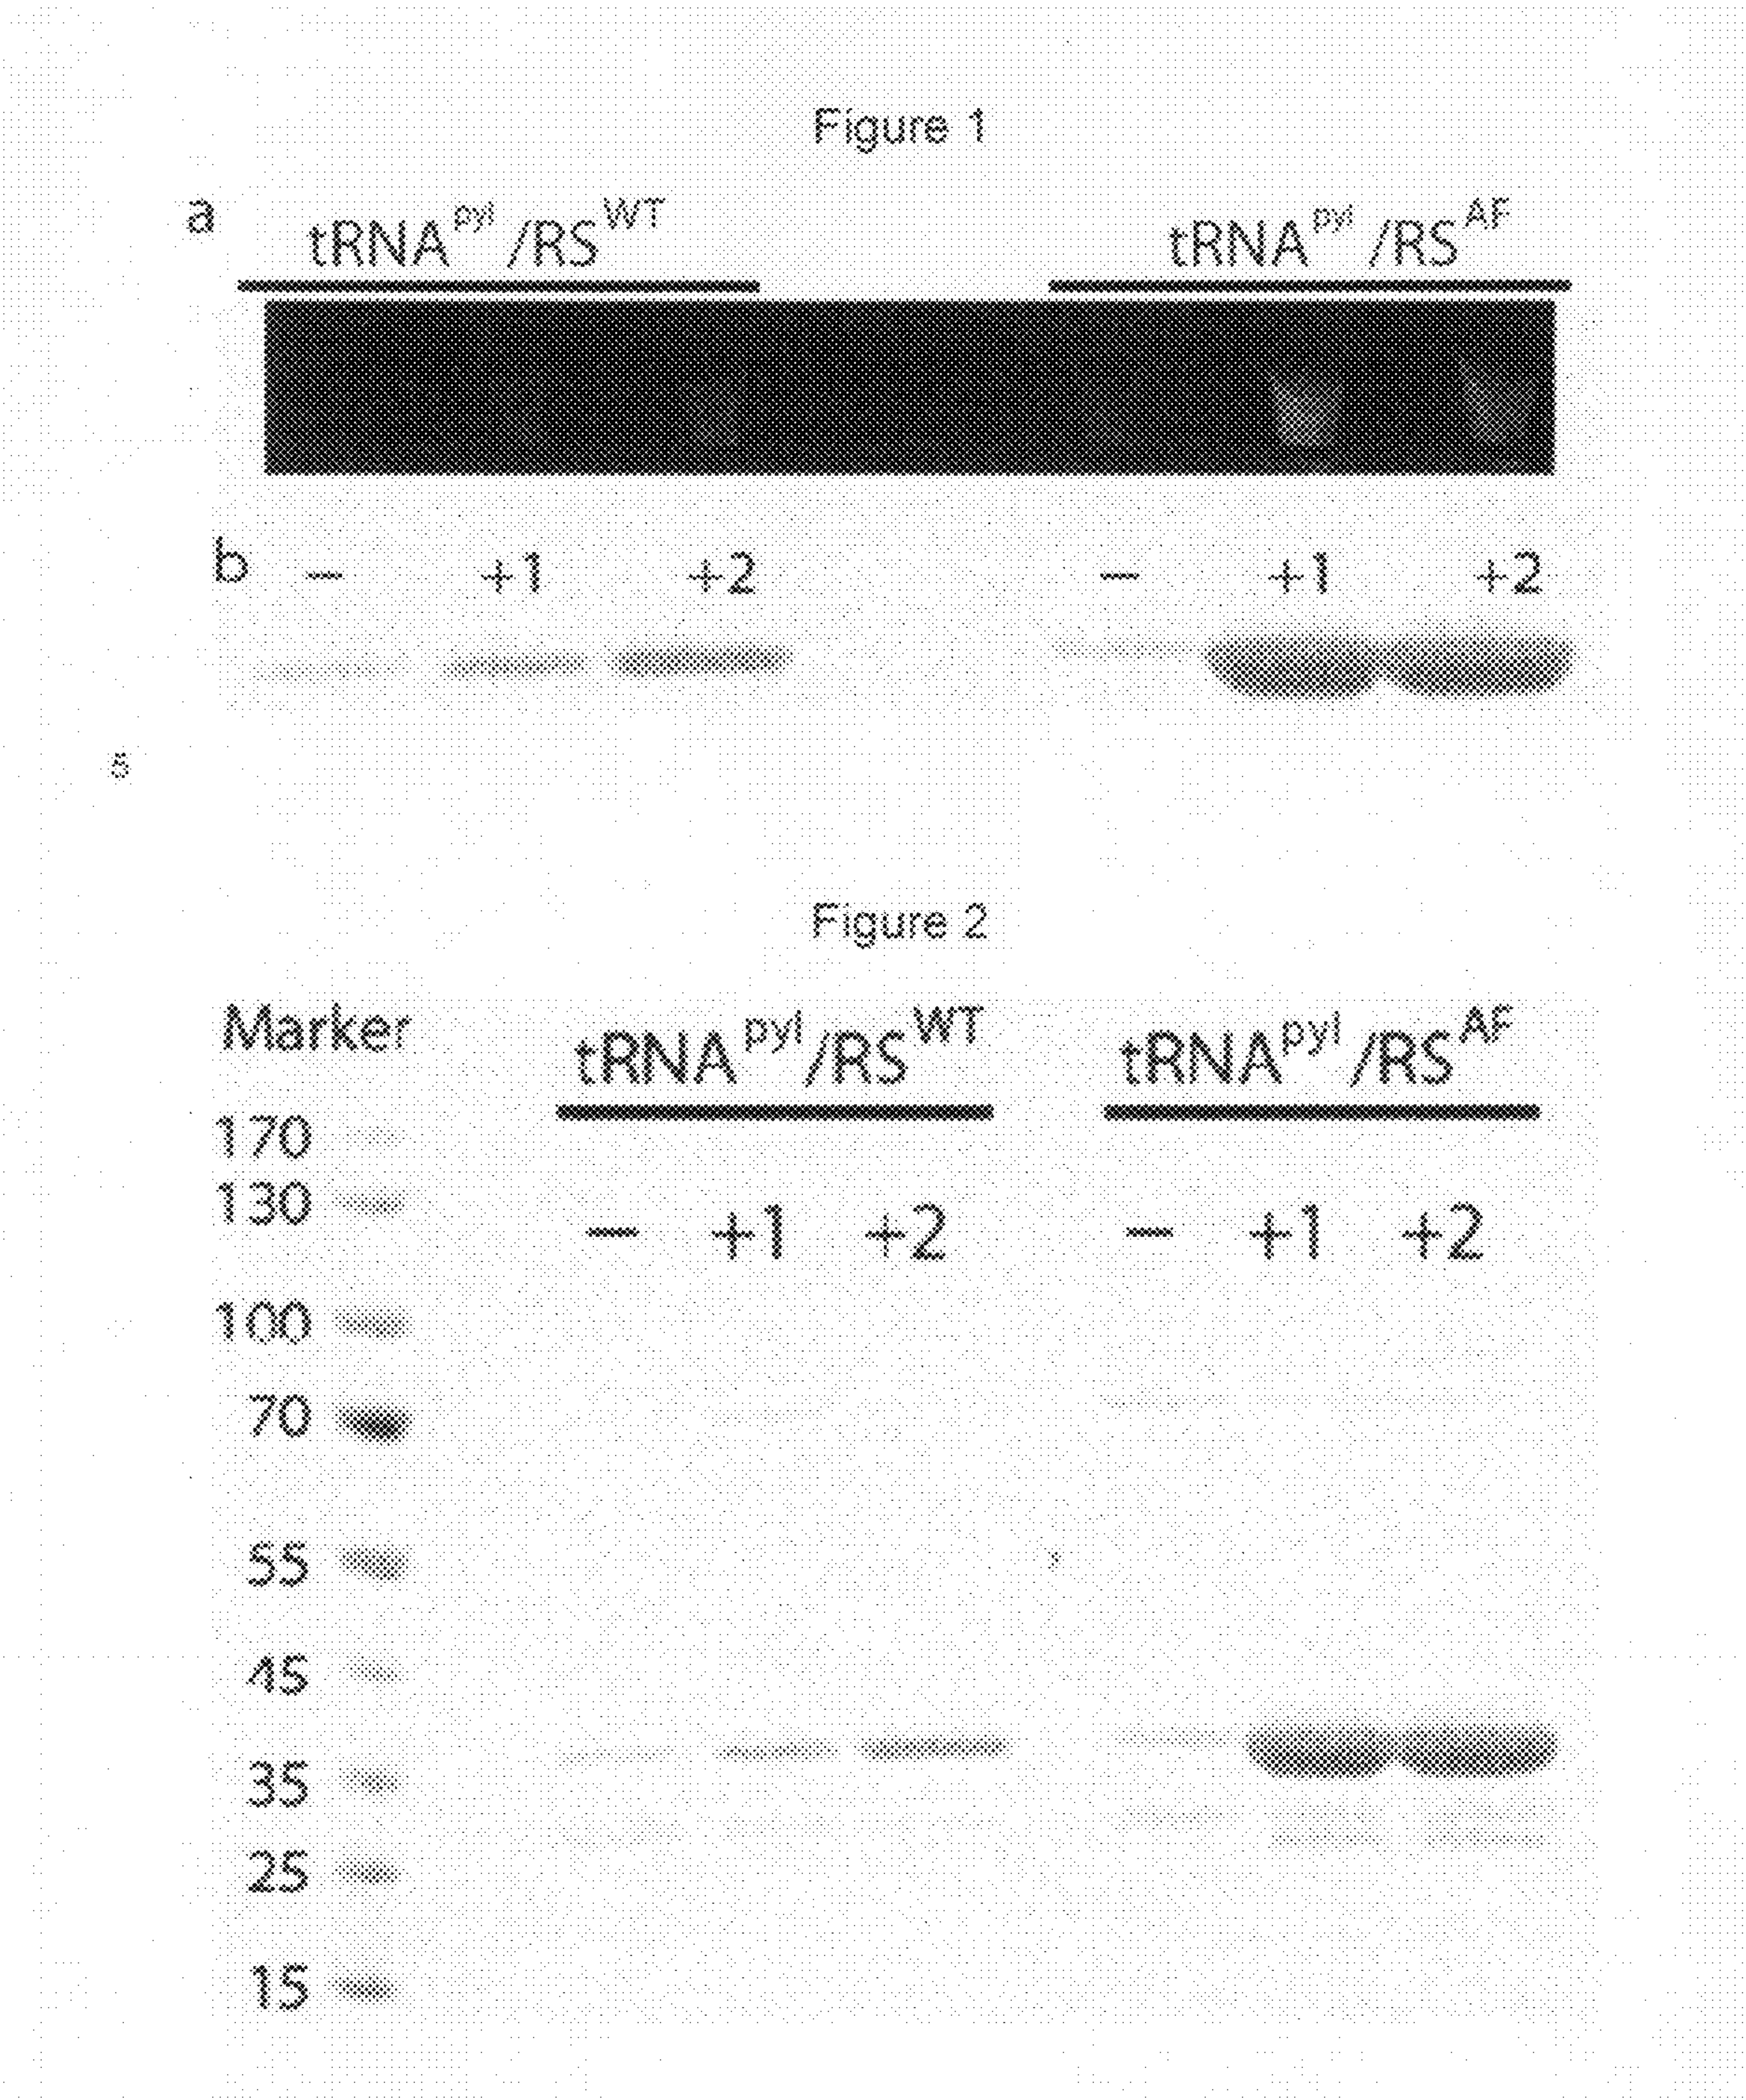 Figure 1
a
tRNA^pyl/RS^WT tRNA^pyl/RS^AF
b − +1 +2 − +1 +2
5
Figure 2
Marker tRNA^pyl/RS^WT tRNA^pyl/RS^AF
170
130
− +1 +2 − +1 +2
100
70
55
45
35
25
15